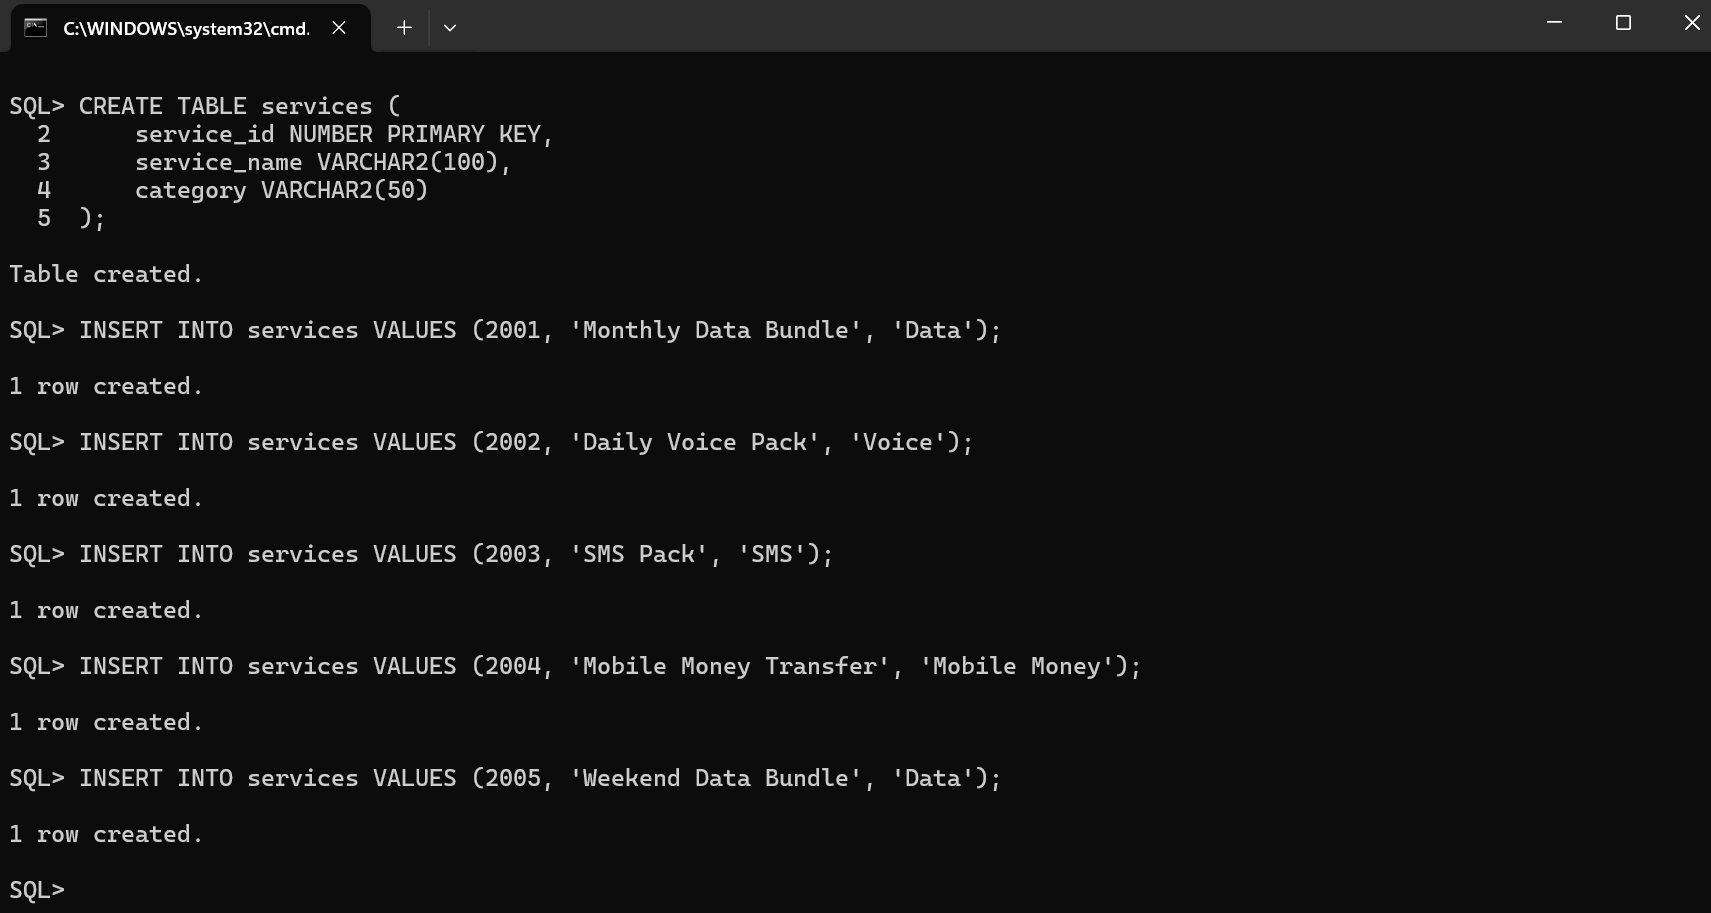 C:\WINDOWS\system32\cmd.
SQL> CREATE TABLE services (
  2      service_id NUMBER PRIMARY KEY,
  3      service_name VARCHAR2(100),
  4      category VARCHAR2(50)
  5  );
Table created.
SQL> INSERT INTO services VALUES (2001, 'Monthly Data Bundle', 'Data');
1 row created.
SQL> INSERT INTO services VALUES (2002, 'Daily Voice Pack', 'Voice');
1 row created.
SQL> INSERT INTO services VALUES (2003, 'SMS Pack', 'SMS');
1 row created.
SQL> INSERT INTO services VALUES (2004, 'Mobile Money Transfer', 'Mobile Money');
1 row created.
SQL> INSERT INTO services VALUES (2005, 'Weekend Data Bundle', 'Data');
1 row created.
SQL>